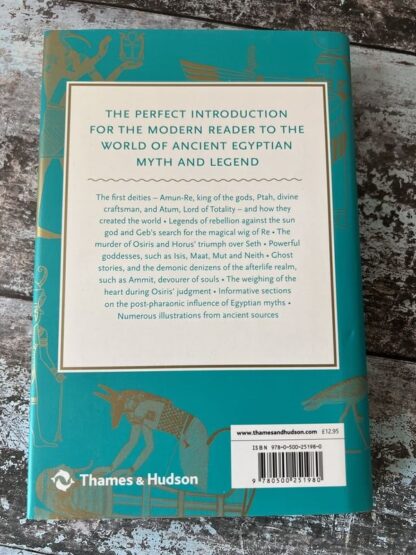 THE PERFECT INTRODUCTION
FOR THE MODERN READER TO THE
WORLD OF ANCIENT EGYPTIAN
MYTH AND LEGEND
The first deities – Amun-Re, king of the gods, Ptah, divine
craftsman, and Atum, Lord of Totality – and how they
created the world • Legends of rebellion against the sun
god and Geb's search for the magical wig of Re • The
murder of Osiris and Horus' triumph over Seth • Powerful
goddesses, such as Isis, Maat, Mut and Neith • Ghost
stories, and the demonic denizens of the afterlife realm,
such as Ammit, devourer of souls • The weighing of the
heart during Osiris' judgment • Informative sections
on the post-pharaonic influence of Egyptian myths •
Numerous illustrations from ancient sources
www.thamesandhudson.com £12.95
ISBN 978-0-500-25198-0
9 780500 251980
Thames & Hudson